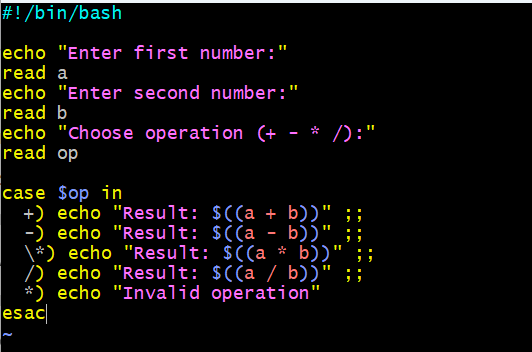 #!/bin/bash
echo "Enter first number:"
read a
echo "Enter second number:"
read b
echo "Choose operation (+ - * /):"
read op
case $op in
  +) echo "Result: $((a + b))" ;;
  -) echo "Result: $((a - b))" ;;
  \*) echo "Result: $((a * b))" ;;
  /) echo "Result: $((a / b))" ;;
  *) echo "Invalid operation"
esac
~